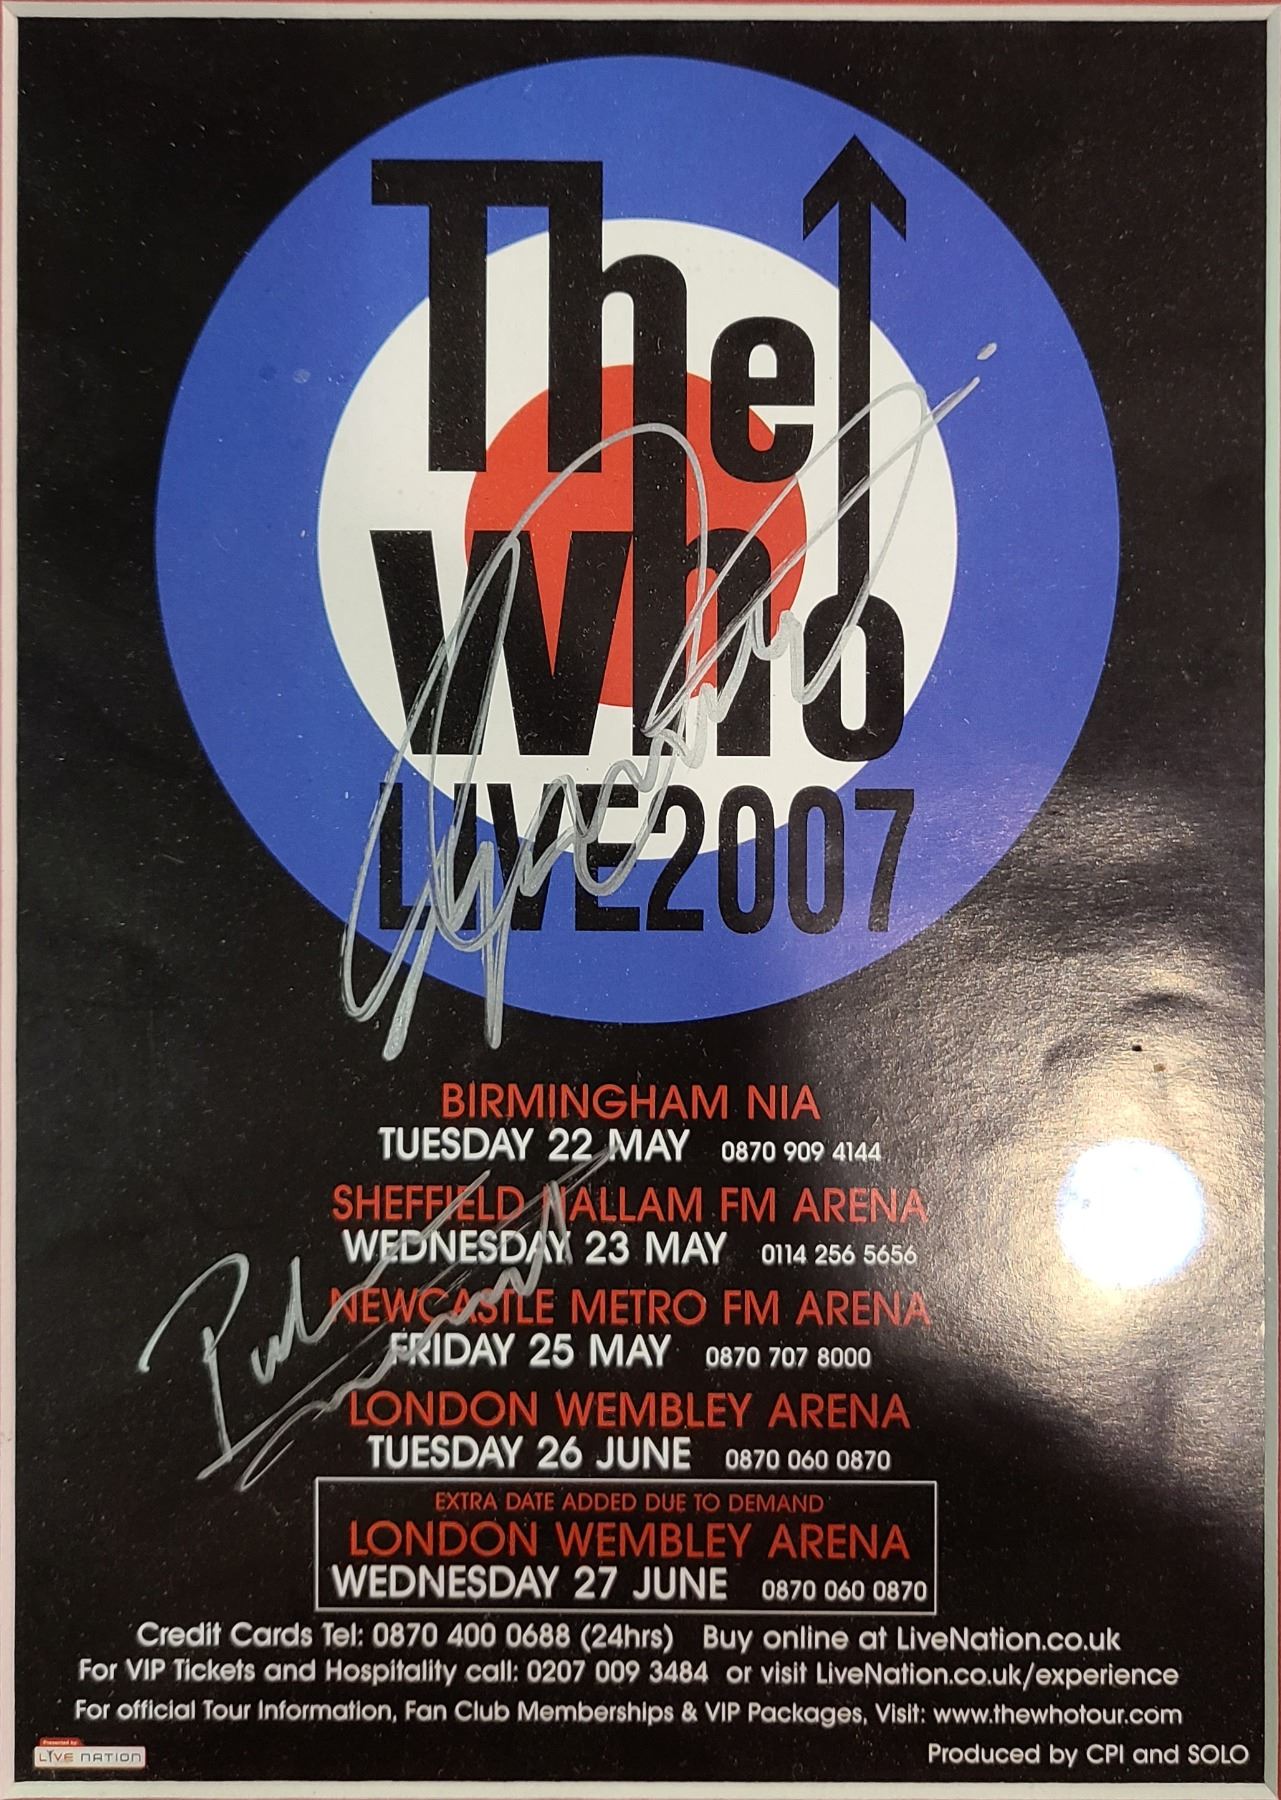 The
Who
LIVE2007
BIRMINGHAM NIA
TUESDAY 22 MAY 0870 909 4144
SHEFFIELD HALLAM FM ARENA
WEDNESDAY 23 MAY 0114 256 5656
NEWCASTLE METRO FM ARENA
FRIDAY 25 MAY 0870 707 8000
LONDON WEMBLEY ARENA
TUESDAY 26 JUNE 0870 060 0870
EXTRA DATE ADDED DUE TO DEMAND
LONDON WEMBLEY ARENA
WEDNESDAY 27 JUNE 0870 060 0870
Credit Cards Tel: 0870 400 0688 (24hrs) Buy online at LiveNation.co.uk
For VIP Tickets and Hospitality call: 0207 009 3484 or visit LiveNation.co.uk/experience
For official Tour Information, Fan Club Memberships & VIP Packages, Visit: www.thewhotour.com
Presented by
LIVE NATION
Produced by CPI and SOLO